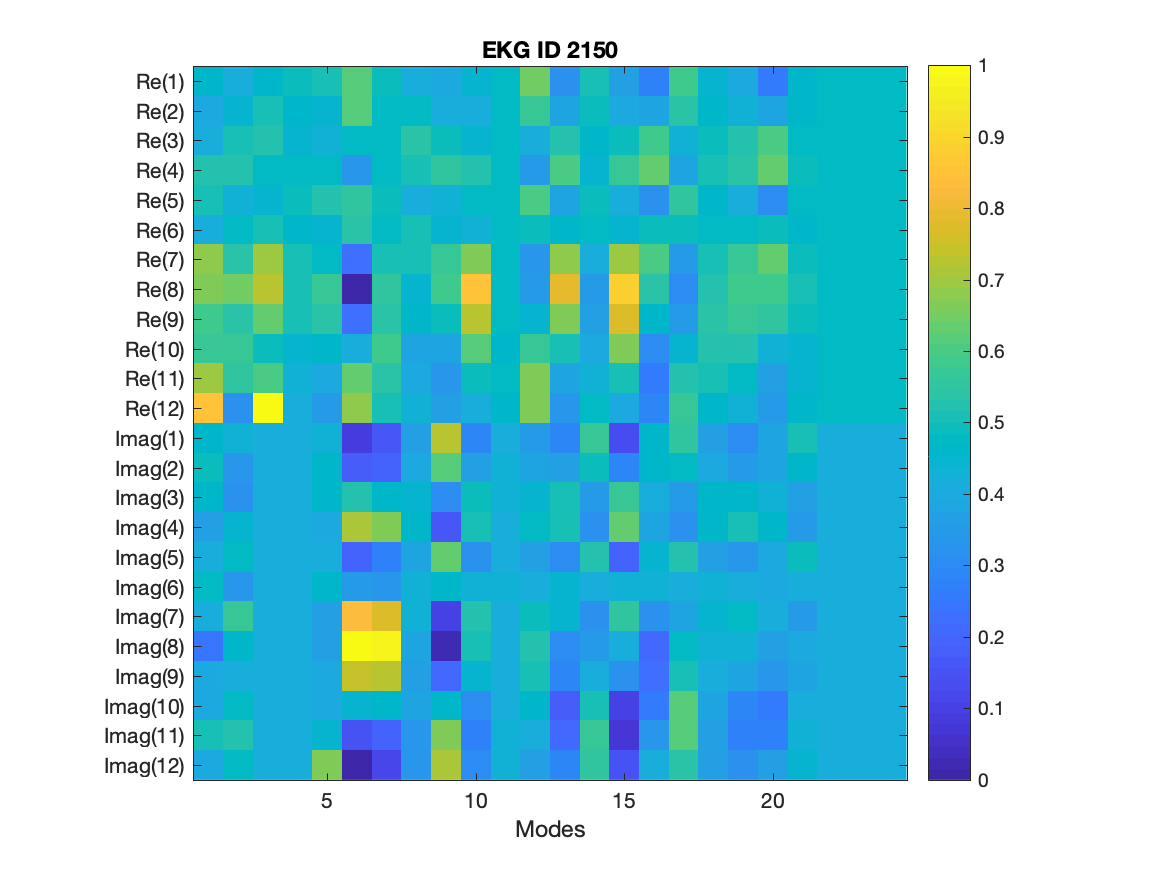 EKG ID 2150
Re(1)
Re(2)
Re(3)
Re(4)
Re(5)
Re(6)
Re(7)
Re(8)
Re(9)
Re(10)
Re(11)
Re(12)
Imag(1)
Imag(2)
Imag(3)
Imag(4)
Imag(5)
Imag(6)
Imag(7)
Imag(8)
Imag(9)
Imag(10)
Imag(11)
Imag(12)
5 10 15 20
Modes
1
0.9
0.8
0.7
0.6
0.5
0.4
0.3
0.2
0.1
0